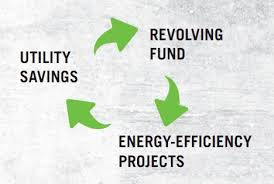 REVOLVING
FUND
UTILITY
SAVINGS
ENERGY-EFFICIENCY
PROJECTS